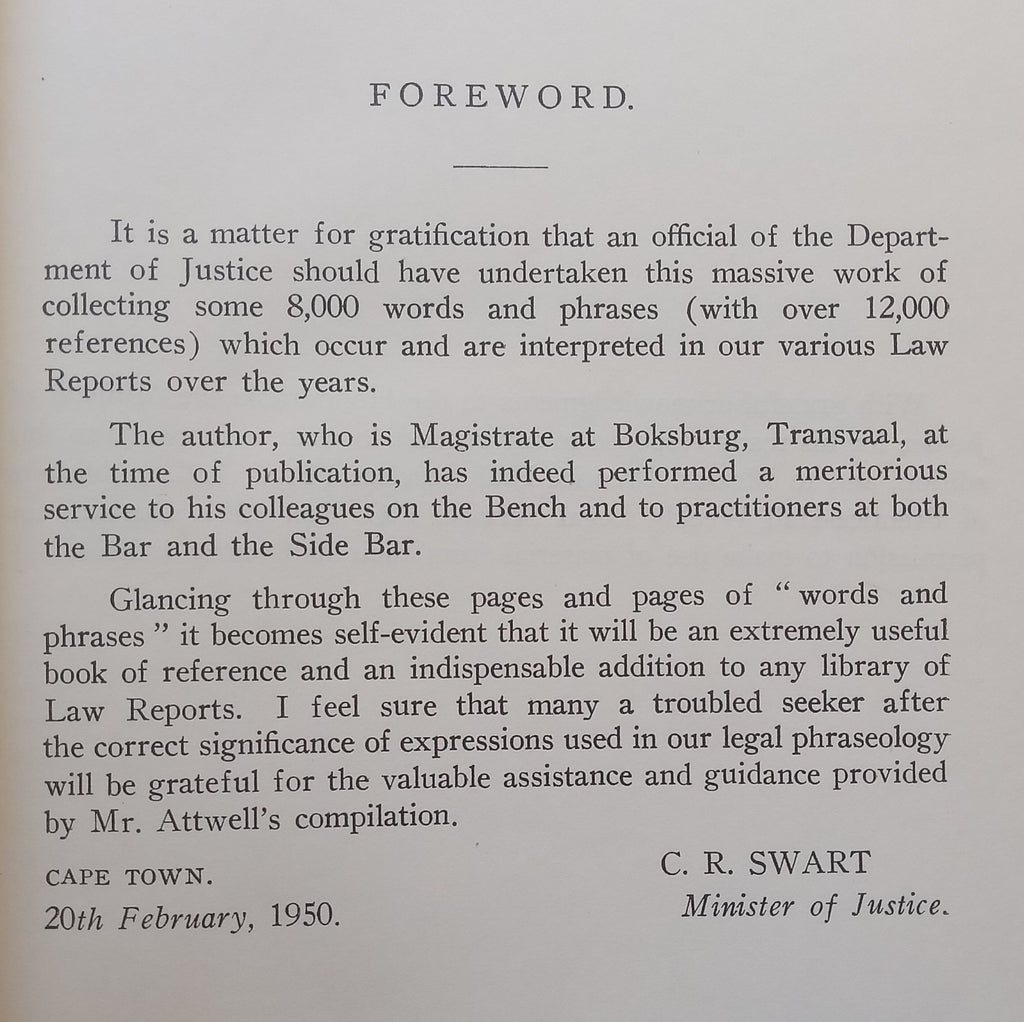 FOREWORD.
It is a matter for gratification that an official of the Depart-
ment of Justice should have undertaken this massive work of
collecting some 8,000 words and phrases (with over 12,000
references) which occur and are interpreted in our various Law
Reports over the years.
The author, who is Magistrate at Boksburg, Transvaal, at
the time of publication, has indeed performed a meritorious
service to his colleagues on the Bench and to practitioners at both
the Bar and the Side Bar.
Glancing through these pages and pages of “words and
phrases” it becomes self-evident that it will be an extremely useful
book of reference and an indispensable addition to any library of
Law Reports. I feel sure that many a troubled seeker after
the correct significance of expressions used in our legal phraseology
will be grateful for the valuable assistance and guidance provided
by Mr. Attwell’s compilation.
CAPE TOWN.
20th February, 1950.
C. R. SWART
Minister of Justice.